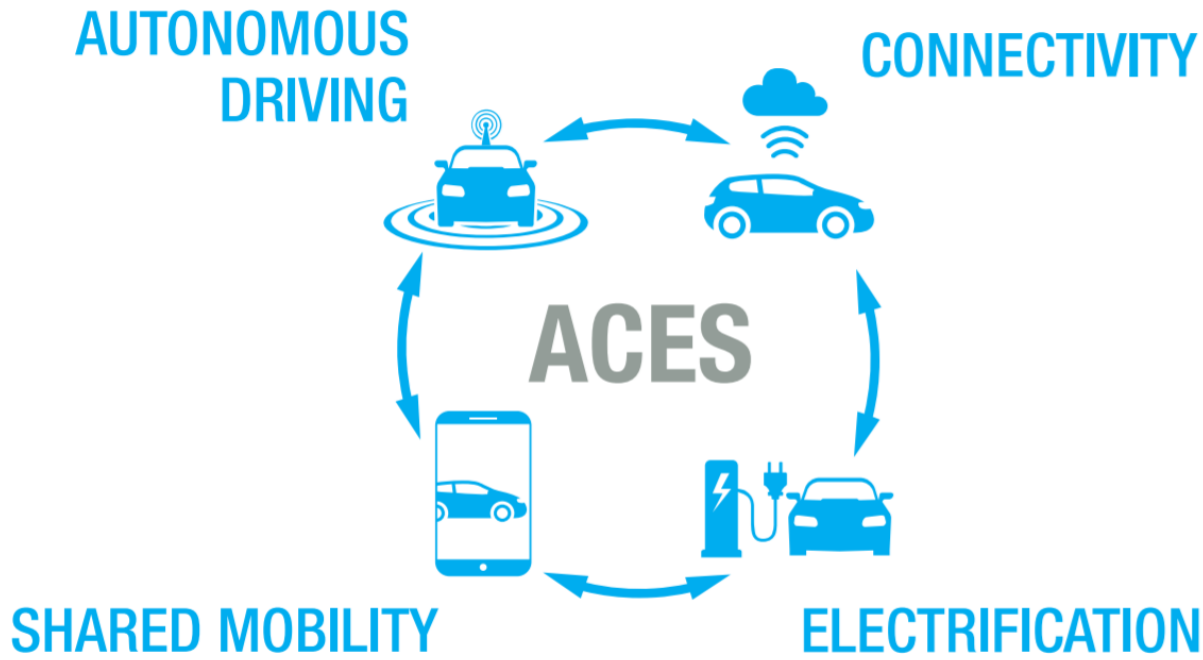 AUTONOMOUS
DRIVING
CONNECTIVITY
ACES
SHARED MOBILITY
ELECTRIFICATION